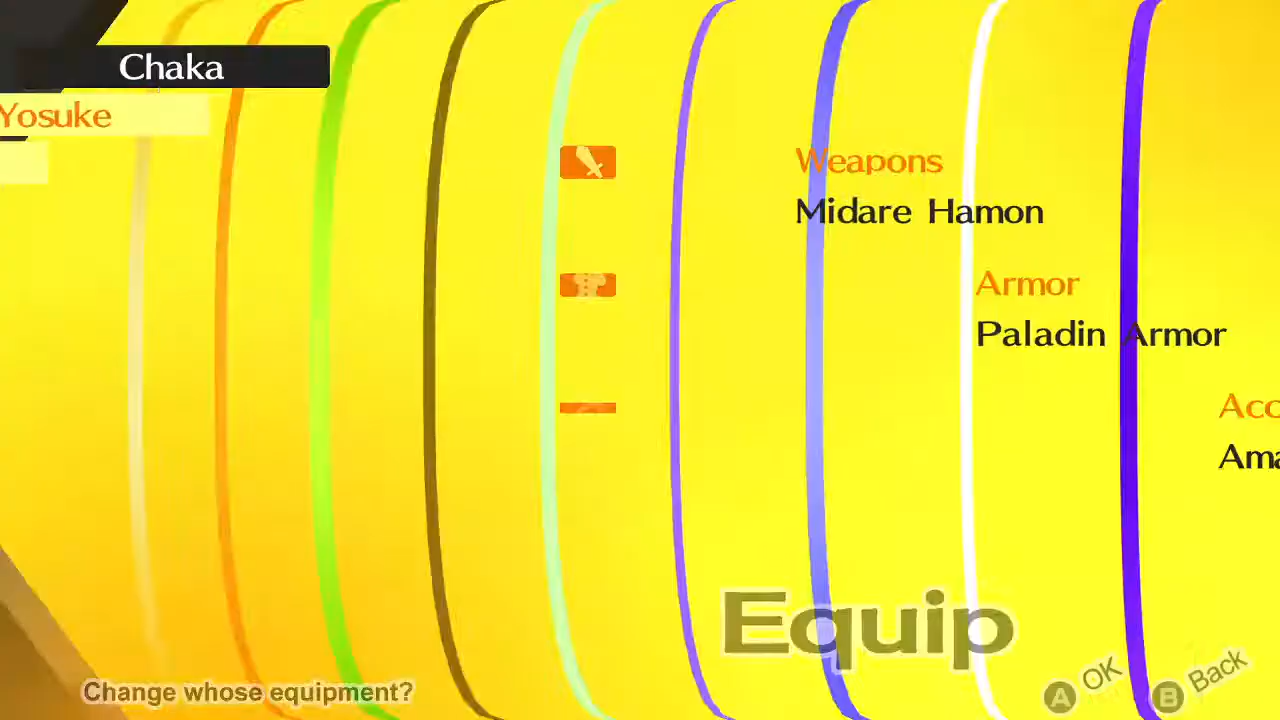 Chaka
Yosuke
Weapons
Midare Hamon
Armor
Paladin Armor
Equip
Change whose equipment?
A OK
B Back